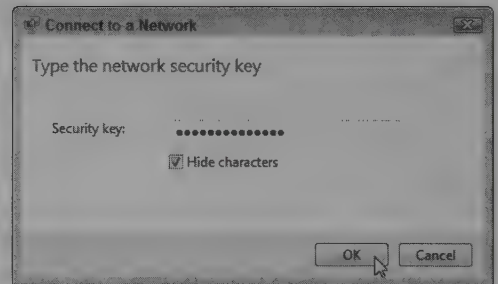 Connect to a Network
Type the network security key
Security key: ••••••••••••••
Hide characters
OK Cancel